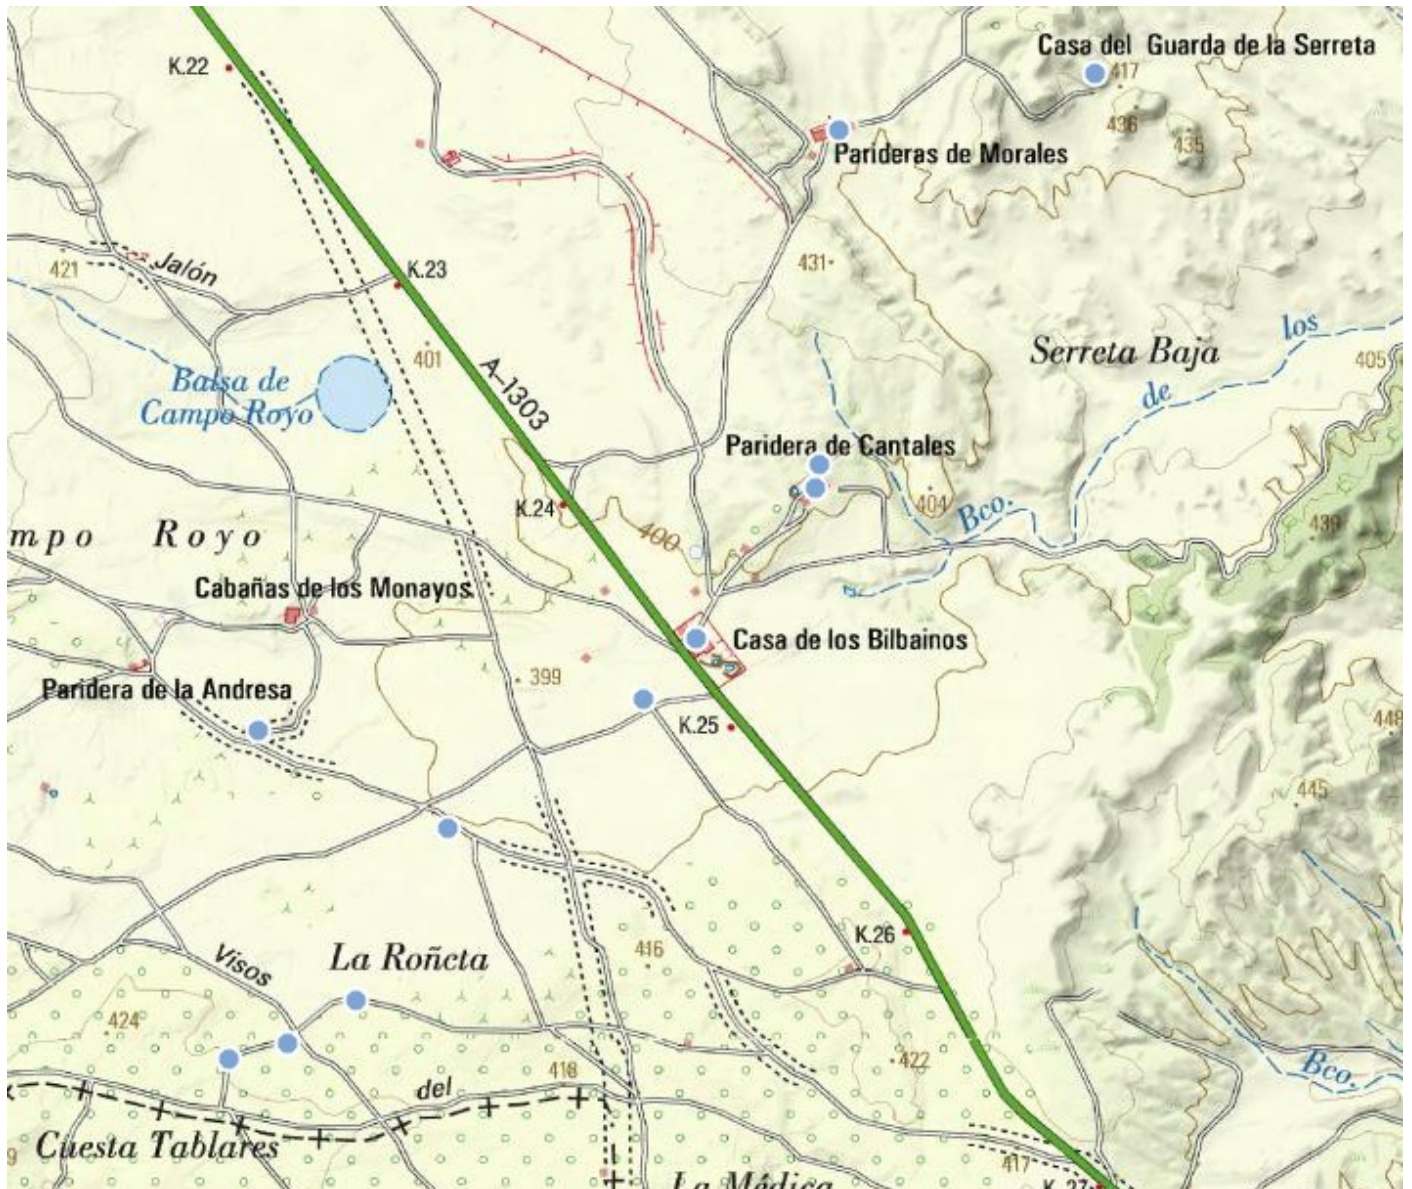 Casa del Guarda de la Serreta
K.22
417
436
435
Parideras de Morales
421
Jalón
K.23
431
los
Serreta Baja
405
401
A-1303
de
Balsa de
Campo Royo
Paridera de Cantales
K.24
404
Bco.
439
mpo Royo
400
Cabañas de los Monayos
Casa de los Bilbainos
399
Paridera de la Andresa
K.25
448
445
K.26
Visos
La Roñeta
416
424
422
418
del
Bco.
Cuesta Tablares
417
9
La Médica
K.27